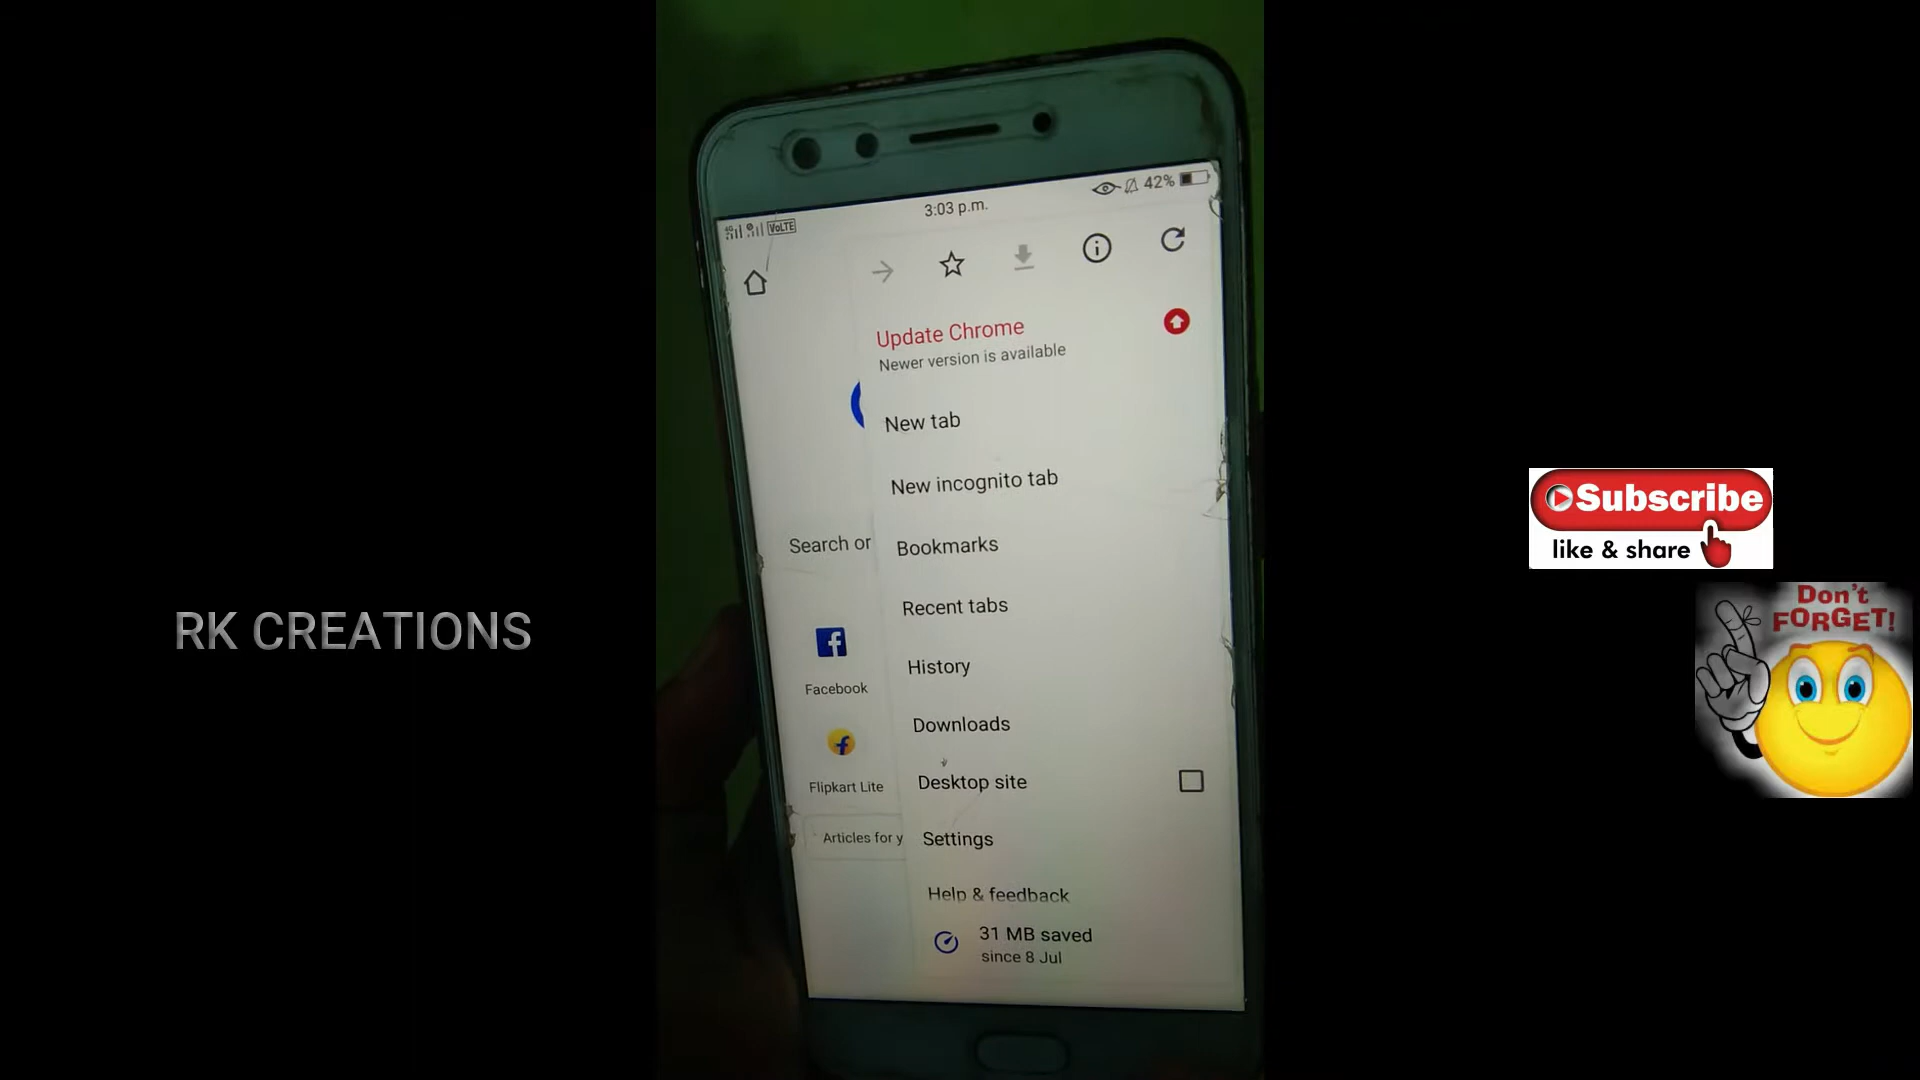 RK CREATIONS
VoLTE
3:03 p.m.
42%
Update Chrome
Newer version is available
New tab
New incognito tab
Search or
Bookmarks
Recent tabs
Facebook
History
Downloads
Flipkart Lite
Desktop site
Articles for y
Settings
Help & feedback
31 MB saved
since 8 Jul
Subscribe
like & share
Don't
FORGET!